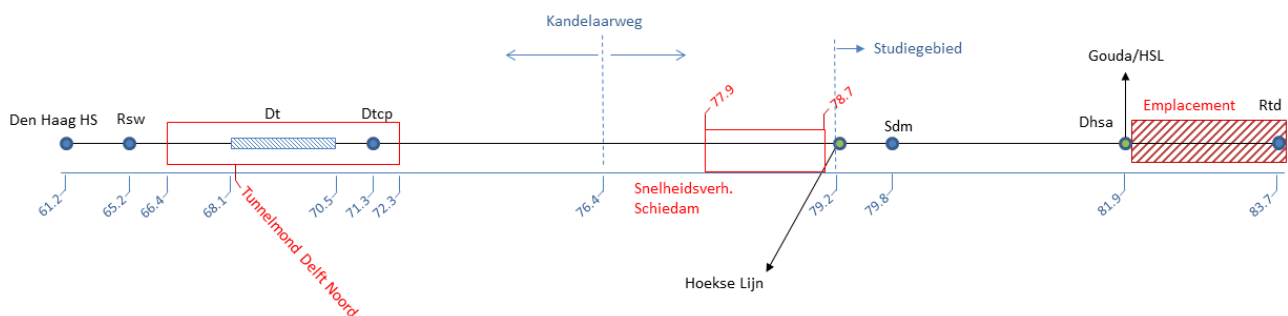 Kandelaarweg
Studiegebied
Gouda/HSL
77.9
78.7
Emplacement
Den Haag HS
Rsw
Dt
Dtcp
Sdm
Dhsa
Rtd
61.2
65.2
66.4
68.1
70.5
71.3
72.3
76.4
Snelheidsverh.
Schiedam
79.2
79.8
81.9
83.7
Tunnelmond Delft Noord
Hoekse Lijn